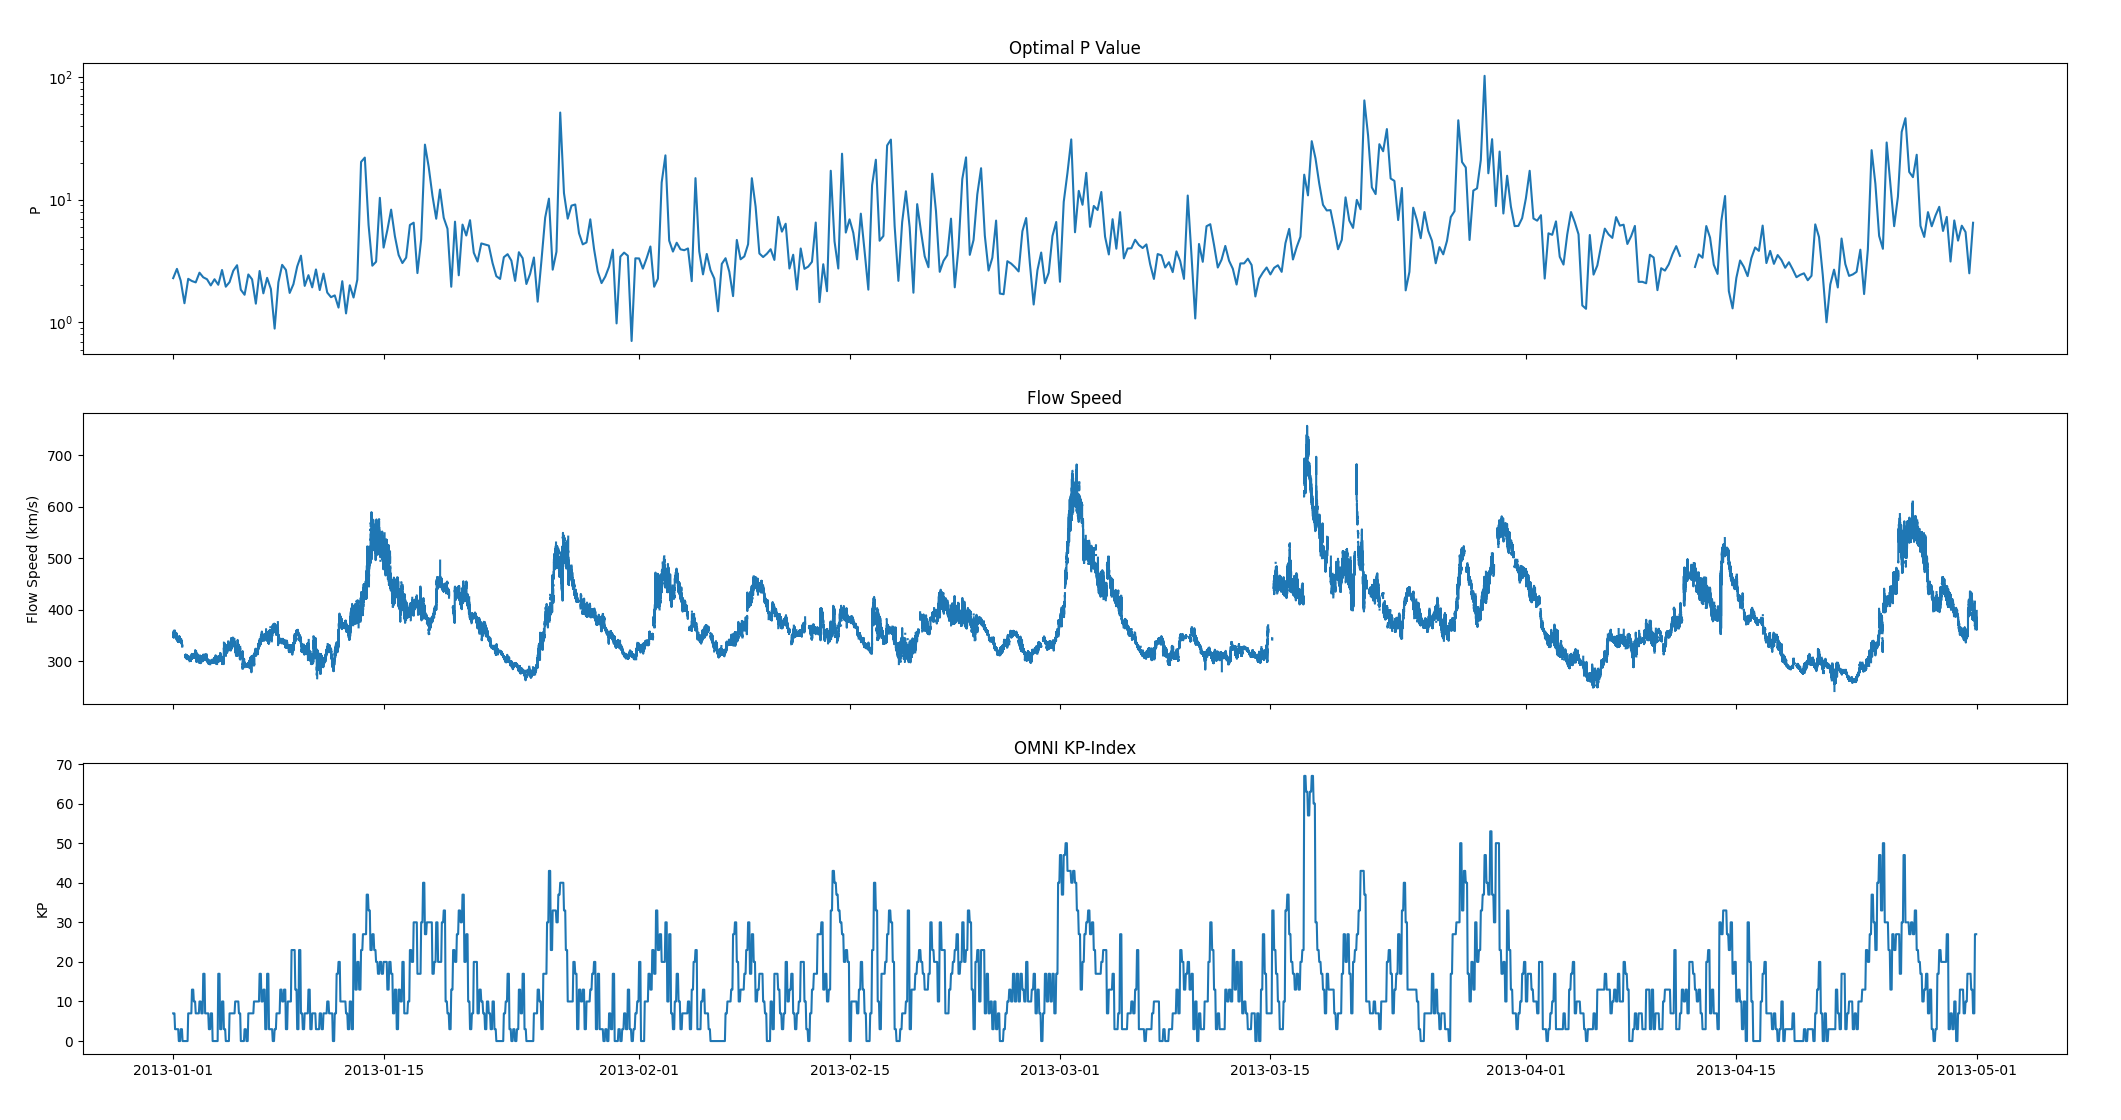 Optimal P Value
10²
10¹
10⁰
P
Flow Speed
700
600
500
400
300
Flow Speed (km/s)
OMNI KP-Index
70
60
50
40
30
20
10
0
KP
2013-01-01 2013-01-15 2013-02-01 2013-02-15 2013-03-01 2013-03-15 2013-04-01 2013-04-15 2013-05-01